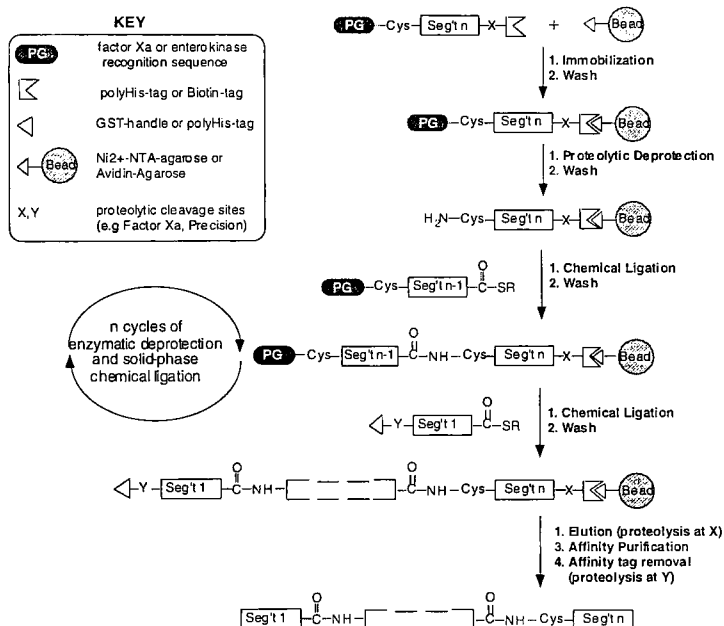 KEY
PG factor Xa or enterokinase
recognition sequence
polyHis-tag or Biotin-tag
GST-handle or polyHis-tag
Bead Ni2+-NTA-agarose or
Avidin-Agarose
X,Y proteolytic cleavage sites
(e.g Factor Xa, Precision)
PG Cys Seg't n X + Bead
1. Immobilization
2. Wash
PG Cys Seg't n X Bead
1. Proteolytic Deprotection
2. Wash
H2N Cys Seg't n X Bead
1. Chemical Ligation
2. Wash
O
PG Cys Seg't n-1 C SR
n cycles of
enzymatic deprotection
and solid-phase
chemical ligation
O
PG Cys Seg't n-1 C NH Cys Seg't n X Bead
1. Chemical Ligation
2. Wash
O
Y Seg't 1 C SR
O O
Y Seg't 1 C NH C NH Cys Seg't n X Bead
1. Elution (proteolysis at X)
3. Affinity Purification
4. Affinity tag removal
(proteolysis at Y)
O O
Seg't 1 C NH C NH Cys Seg't n